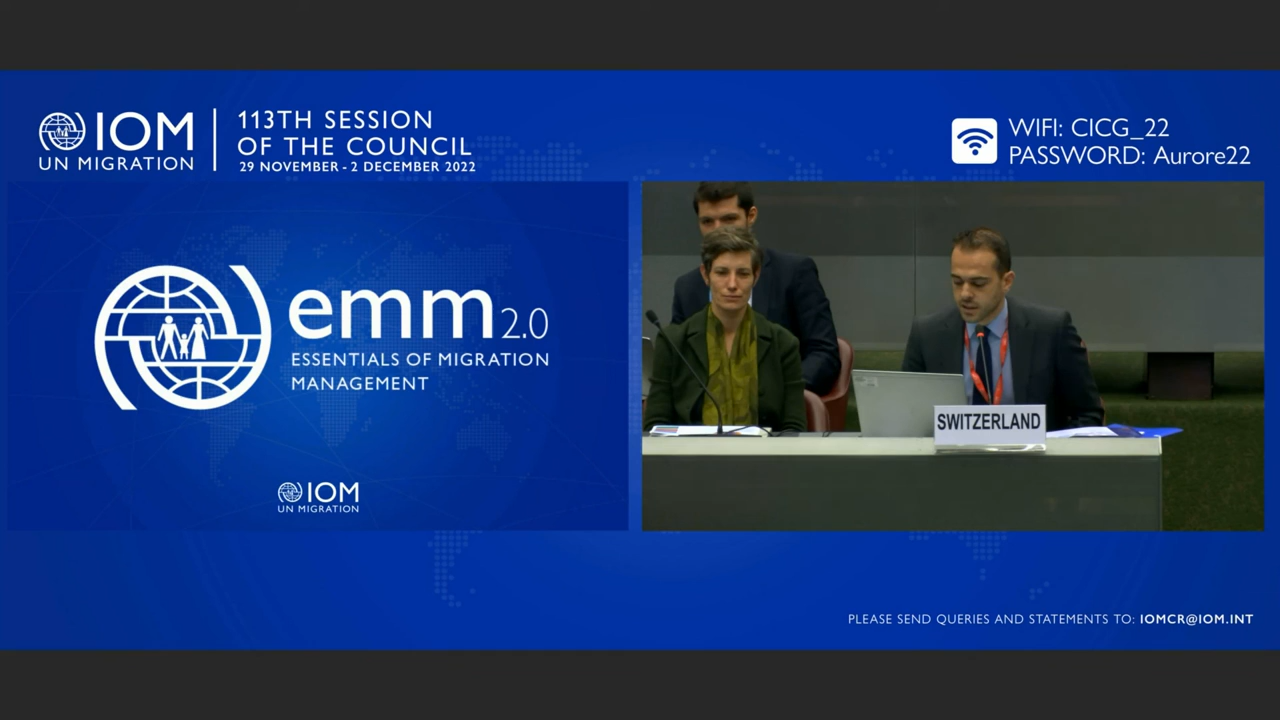 IOM
UN MIGRATION
113TH SESSION
OF THE COUNCIL
29 NOVEMBER - 2 DECEMBER 2022
WIFI: CICG_22
PASSWORD: Aurore22
emm2.0
ESSENTIALS OF MIGRATION
MANAGEMENT
IOM
UN MIGRATION
SWITZERLAND
PLEASE SEND QUERIES AND STATEMENTS TO: IOMCR@IOM.INT